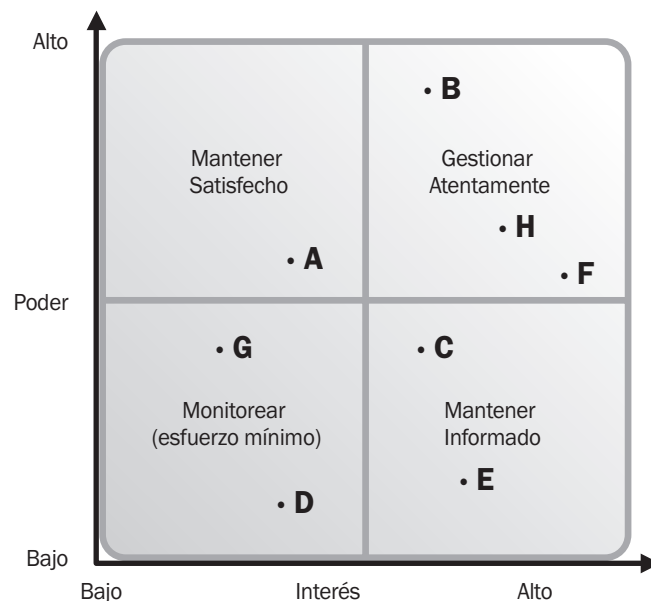 Alto
B
Mantener
Satisfecho
Gestionar
Atentamente
H
A
F
Poder
G
C
Monitorear
(esfuerzo mínimo)
Mantener
Informado
E
D
Bajo
Bajo
Interés
Alto